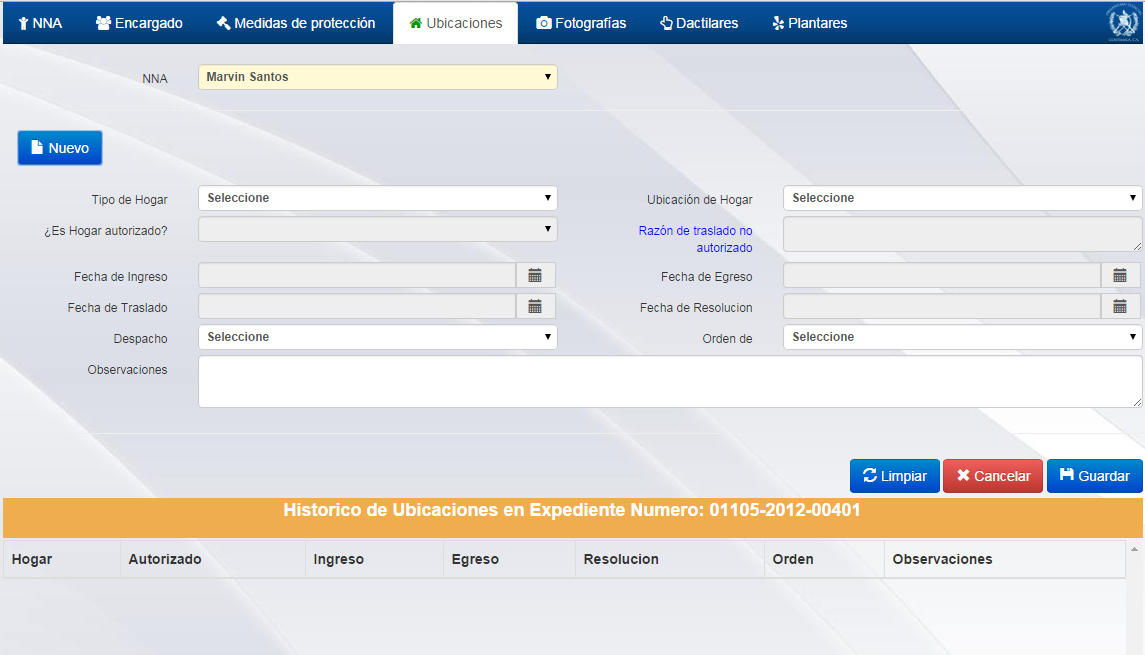 NNA Encargado Medidas de protección Ubicaciones Fotografías Dactilares Plantares
NNA Marvin Santos
Nuevo
Tipo de Hogar Seleccione Ubicación de Hogar Seleccione
¿Es Hogar autorizado? Razón de traslado no
autorizado
Fecha de Ingreso Fecha de Egreso
Fecha de Traslado Fecha de Resolucion
Despacho Seleccione Orden de Seleccione
Observaciones
Limpiar Cancelar Guardar
Historico de Ubicaciones en Expediente Numero: 01105-2012-00401
Hogar Autorizado Ingreso Egreso Resolucion Orden Observaciones